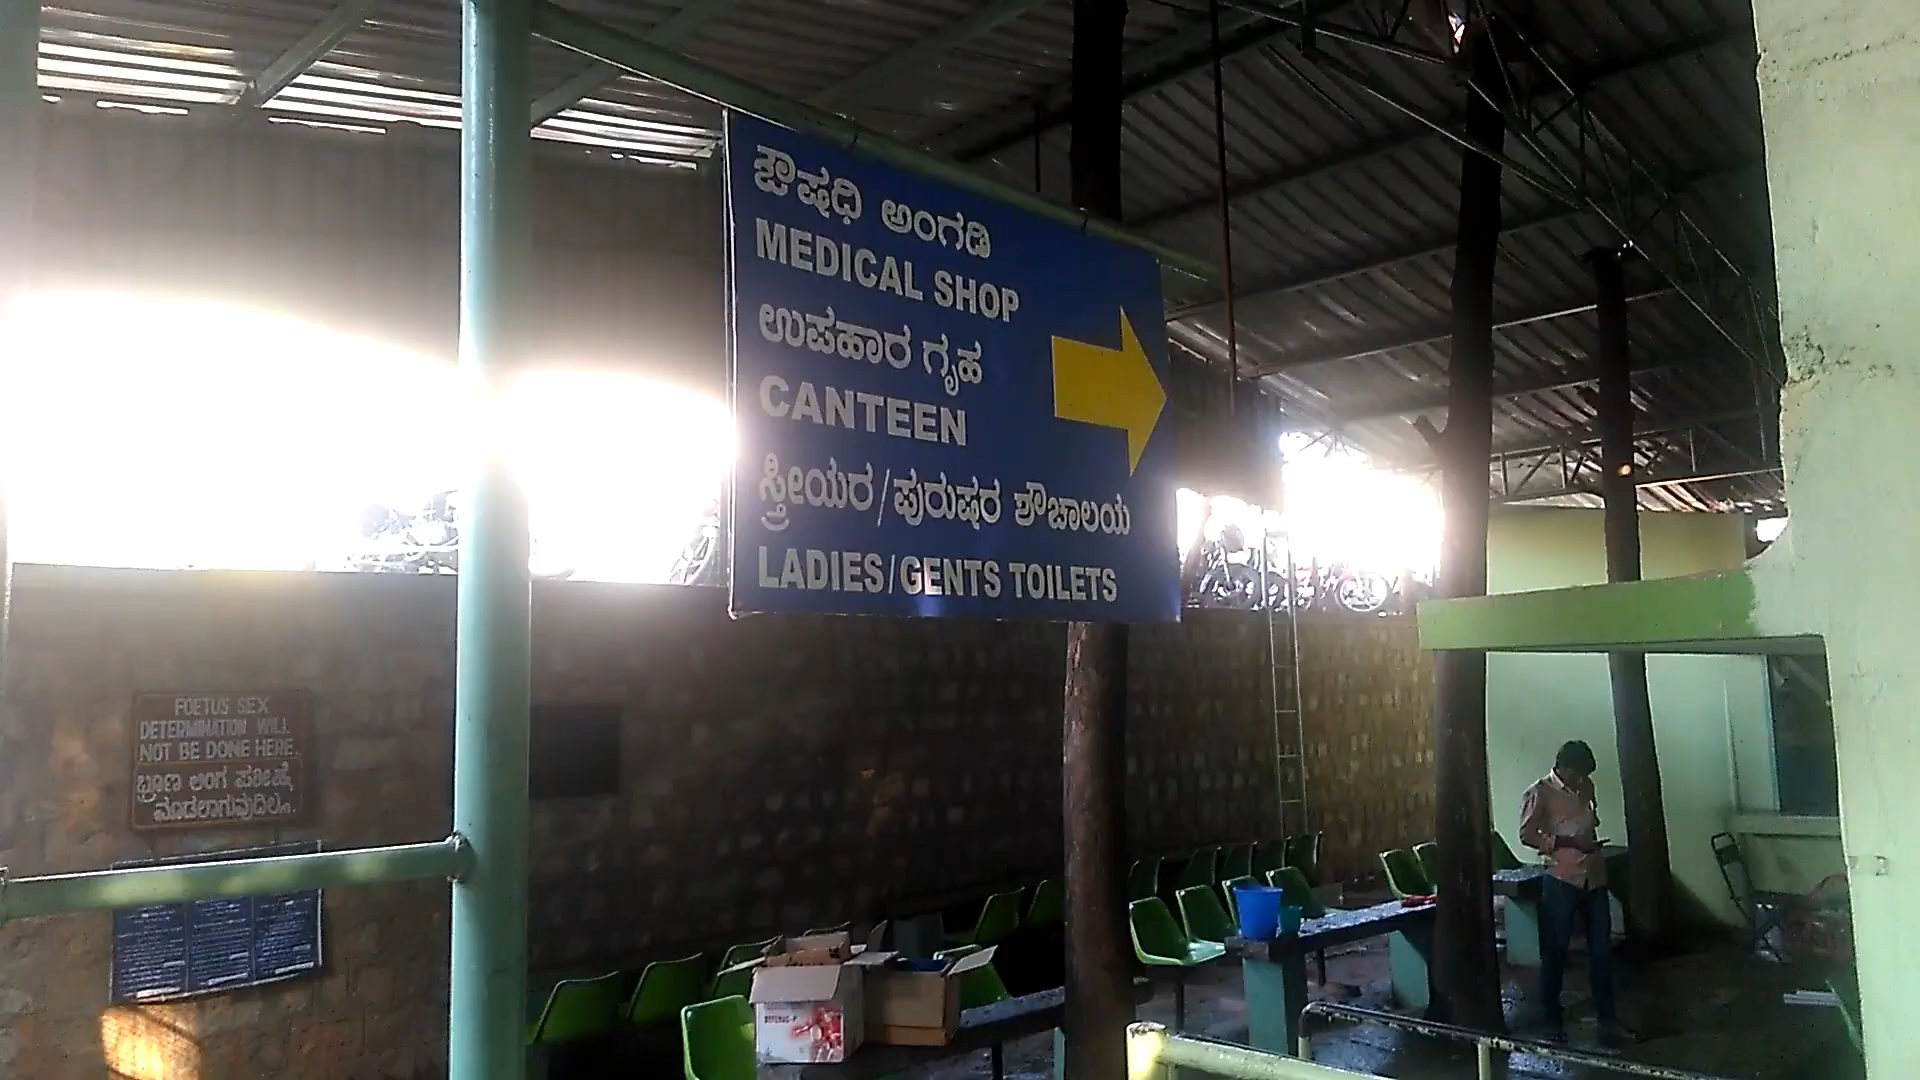 ಔಷಧಿ ಅಂಗಡಿ
MEDICAL SHOP
ಉಪಹಾರ ಗೃಹ
CANTEEN
ಸ್ತ್ರೀಯರ/ಪುರುಷರ ಶೌಚಾಲಯ
LADIES/GENTS TOILETS
FOETUS SEX
DETERMINATION WILL
NOT BE DONE HERE.
ಭ್ರೂಣ ಲಿಂಗ ಪರೀಕ್ಷೆ
ಮಾಡಲಾಗುವುದಿಲ್ಲ.